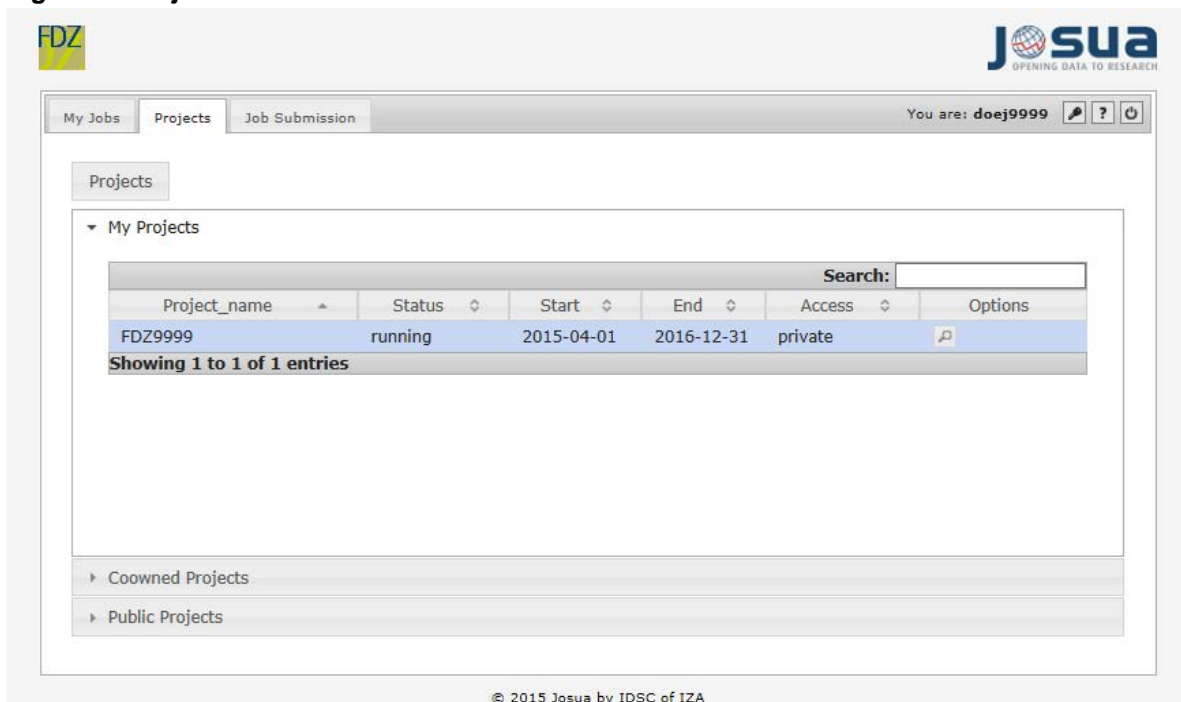 FDZ
Josua
OPENING DATA TO RESEARCH
My Jobs Projects Job Submission You are: doej9999 ?
Projects
My Projects
Search:
Project_name Status Start End Access Options
FDZ9999 running 2015-04-01 2016-12-31 private
Showing 1 to 1 of 1 entries
Coowned Projects
Public Projects
© 2015 Josua by IDSC of IZA